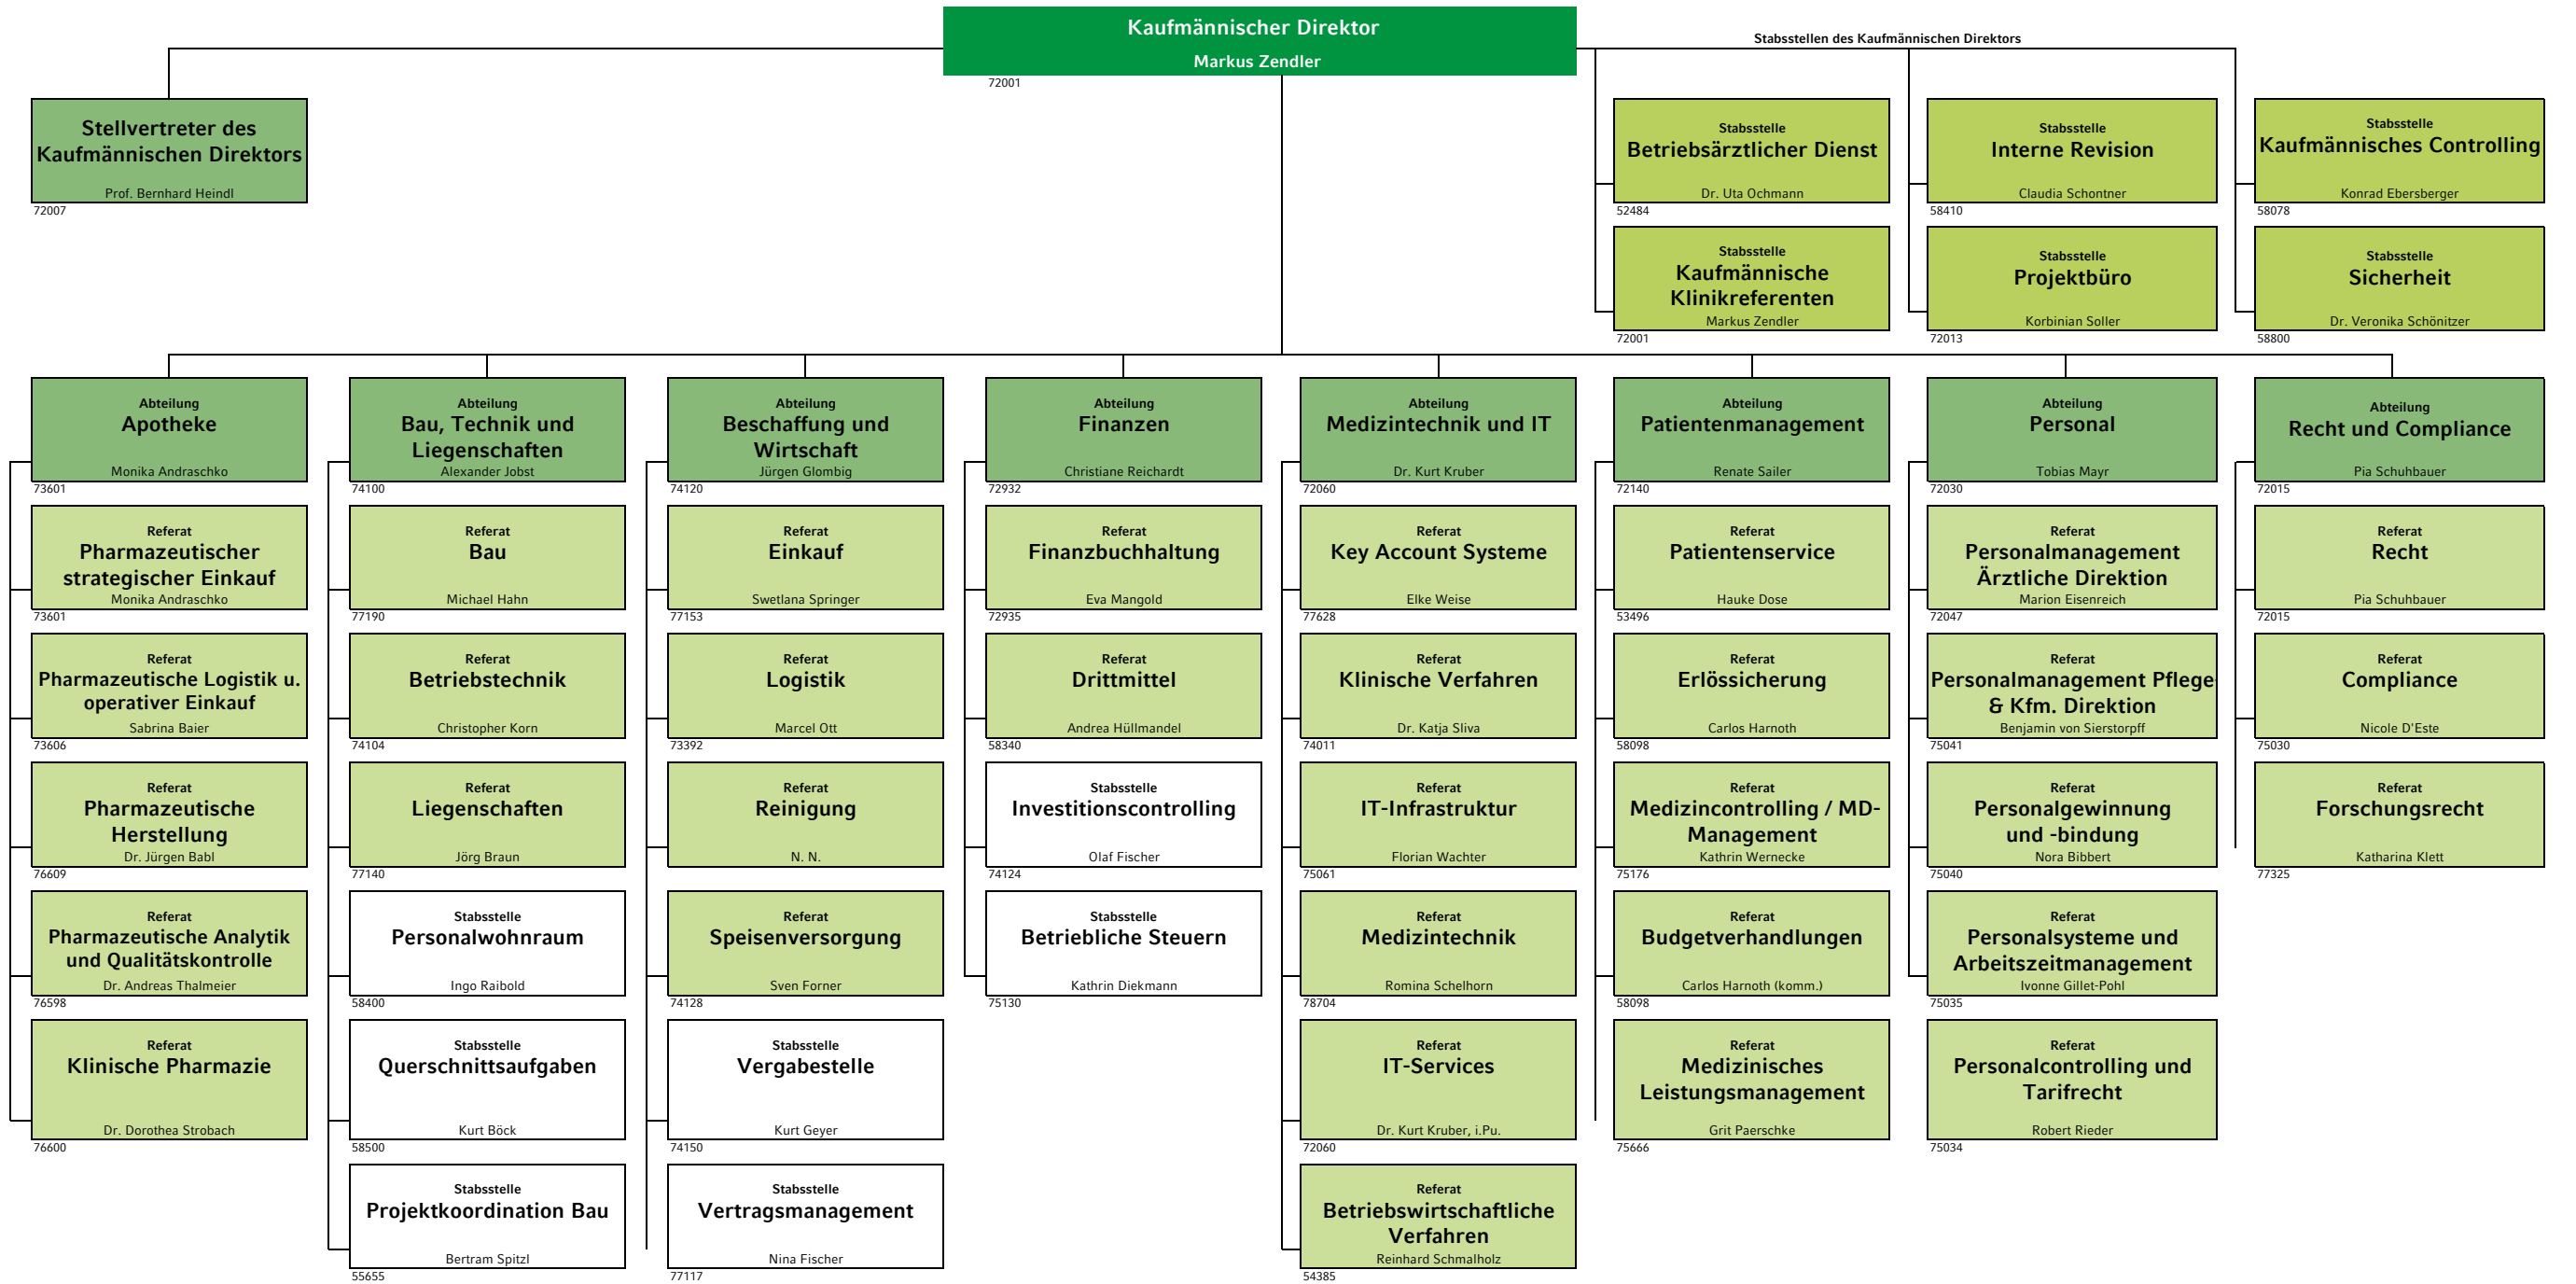 Kaufmännischer Direktor
Markus Zendler
72001
Stabsstellen des Kaufmännischen Direktors
Stellvertreter des
Kaufmännischen Direktors
Prof. Bernhard Heindl
72007
Stabsstelle
Betriebsärztlicher Dienst
Dr. Uta Ochmann
52484
Stabsstelle
Interne Revision
Claudia Schontner
58410
Stabsstelle
Kaufmännisches Controlling
Konrad Ebersberger
58078
Stabsstelle
Kaufmännische
Klinikreferenten
Markus Zendler
72001
Stabsstelle
Projektbüro
Korbinian Soller
72013
Stabsstelle
Sicherheit
Dr. Veronika Schönitzer
58800
Abteilung
Apotheke
Monika Andraschko
73601
Referat
Pharmazeutischer
strategischer Einkauf
Monika Andraschko
73601
Referat
Pharmazeutische Logistik u.
operativer Einkauf
Sabrina Baier
73606
Referat
Pharmazeutische
Herstellung
Dr. Jürgen Babl
76609
Referat
Pharmazeutische Analytik
und Qualitätskontrolle
Dr. Andreas Thalmeier
76598
Referat
Klinische Pharmazie
Dr. Dorothea Strobach
76600
Abteilung
Bau, Technik und
Liegenschaften
Alexander Jobst
74100
Referat
Bau
Michael Hahn
77190
Referat
Betriebstechnik
Christopher Korn
74104
Referat
Liegenschaften
Jörg Braun
77140
Stabsstelle
Personalwohnraum
Ingo Raibold
58400
Stabsstelle
Querschnittsaufgaben
Kurt Böck
58500
Stabsstelle
Projektkoordination Bau
Bertram Spitzl
55655
Abteilung
Beschaffung und
Wirtschaft
Jürgen Glombig
74120
Referat
Einkauf
Swetlana Springer
77153
Referat
Logistik
Marcel Ott
73392
Referat
Reinigung
N. N.
Referat
Speisenversorgung
Sven Forner
74128
Stabsstelle
Vergabestelle
Kurt Geyer
74150
Stabsstelle
Vertragsmanagement
Nina Fischer
77117
Abteilung
Finanzen
Christiane Reichardt
72932
Referat
Finanzbuchhaltung
Eva Mangold
72935
Referat
Drittmittel
Andrea Hüllmandel
58340
Stabsstelle
Investitionscontrolling
Olaf Fischer
74124
Stabsstelle
Betriebliche Steuern
Kathrin Diekmann
75130
Abteilung
Medizintechnik und IT
Dr. Kurt Kruber
72060
Referat
Key Account Systeme
Elke Weise
77628
Referat
Klinische Verfahren
Dr. Katja Sliva
74011
Referat
IT-Infrastruktur
Florian Wachter
75061
Referat
Medizintechnik
Romina Schelhorn
78704
Referat
IT-Services
Dr. Kurt Kruber, i.Pu.
72060
Referat
Betriebswirtschaftliche
Verfahren
Reinhard Schmalholz
54385
Abteilung
Patientenmanagement
Renate Sailer
72140
Referat
Patientenservice
Hauke Dose
53496
Referat
Erlössicherung
Carlos Harnoth
58098
Referat
Medizincontrolling / MD-
Management
Kathrin Wernecke
75176
Referat
Budgetverhandlungen
Carlos Harnoth (komm.)
58098
Referat
Medizinisches
Leistungsmanagement
Grit Paerschke
75666
Abteilung
Personal
Tobias Mayr
72030
Referat
Personalmanagement
Ärztliche Direktion
Marion Eisenreich
72047
Referat
Personalmanagement Pflege-
& Kfm. Direktion
Benjamin von Sierstorpff
75041
Referat
Personalgewinnung
und -bindung
Nora Bibbert
75040
Referat
Personalsysteme und
Arbeitszeitmanagement
Ivonne Gillet-Pohl
75035
Referat
Personalcontrolling und
Tarifrecht
Robert Rieder
75034
Abteilung
Recht und Compliance
Pia Schuhbauer
72015
Referat
Recht
Pia Schuhbauer
72015
Referat
Compliance
Nicole D'Este
75030
Referat
Forschungsrecht
Katharina Klett
77325